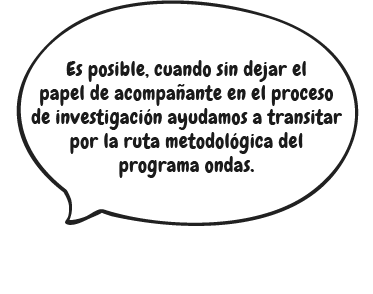 Es posible, cuando sin dejar el
papel de acompañante en el proceso
de investigación ayudamos a transitar
por la ruta metodológica del
programa ondas.